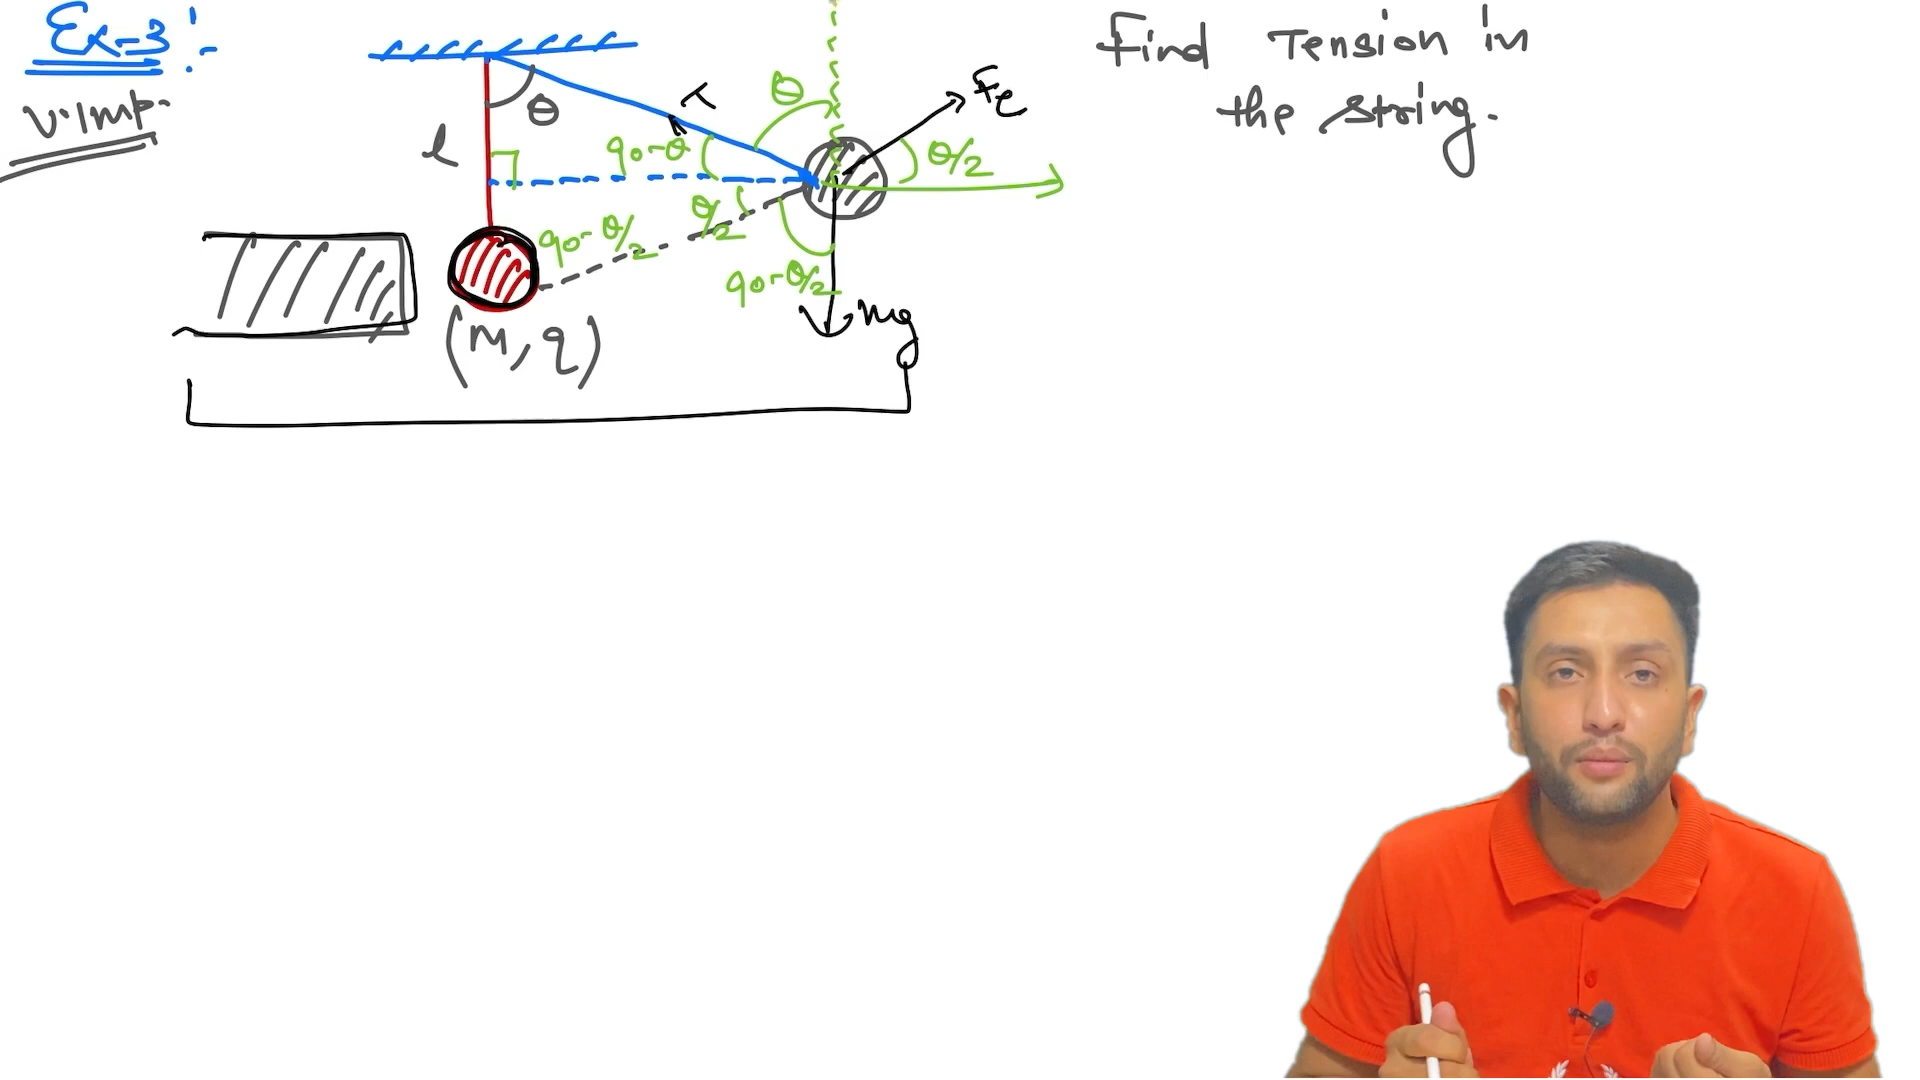 Ex-3 :-
V.Imp.
Find Tension in
the string.
θ
T
θ
Fe
l
90-θ
θ/2
θ/2
90-θ/2
90-θ/2
mg
(m, q)